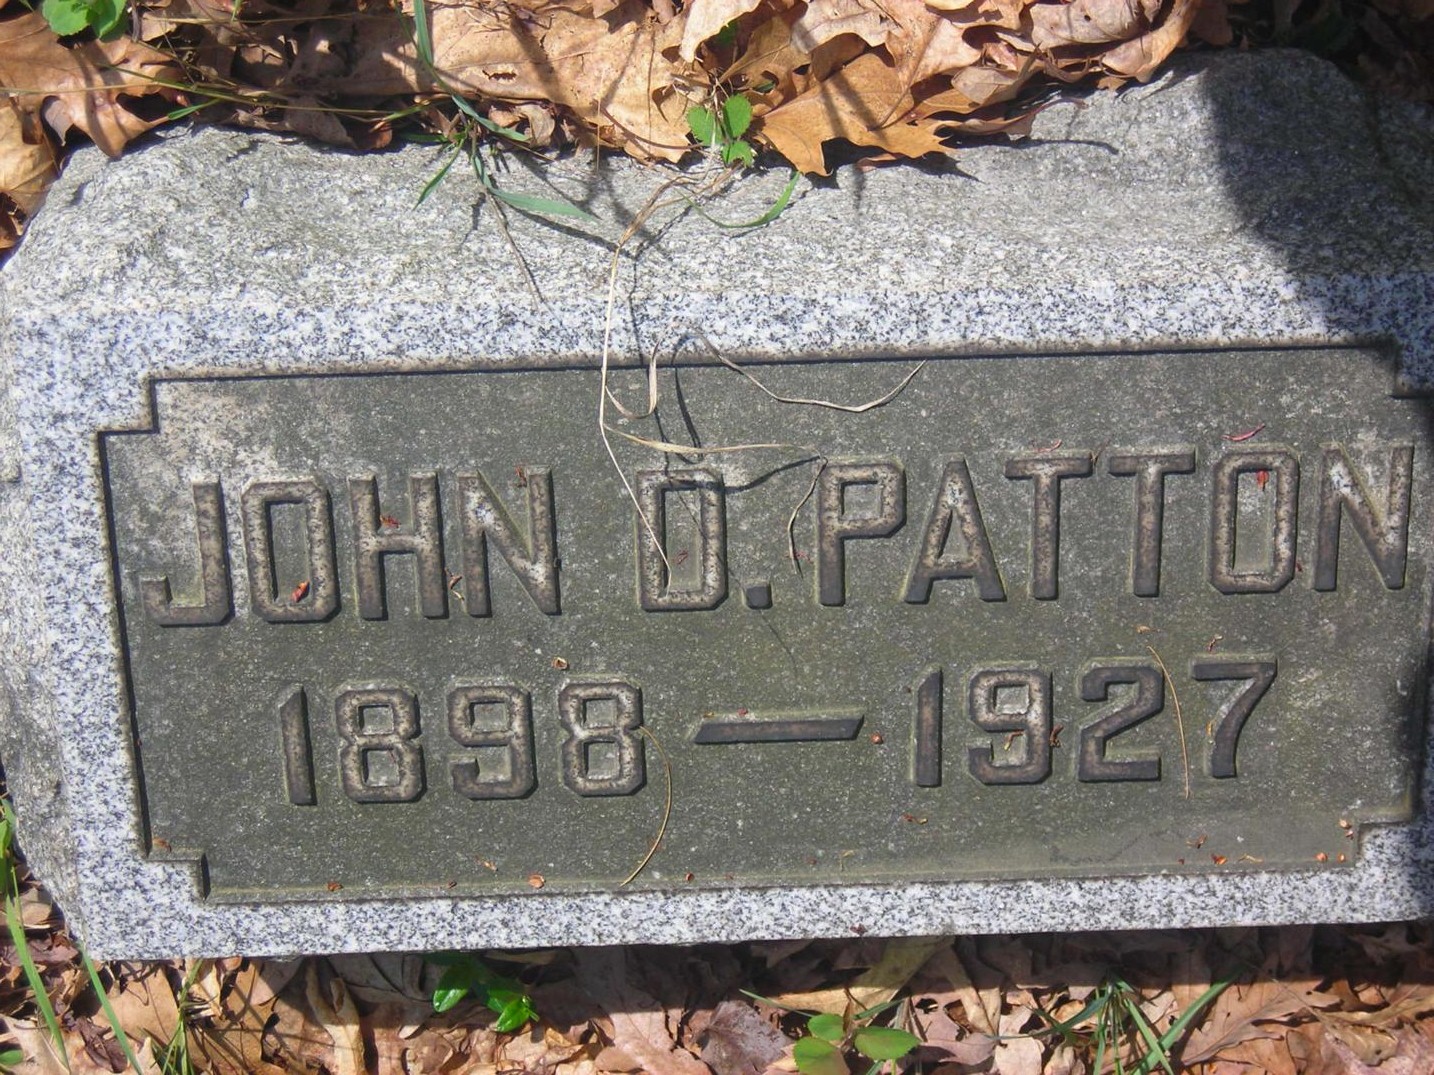 JOHN D. PATTON
1898 — 1927